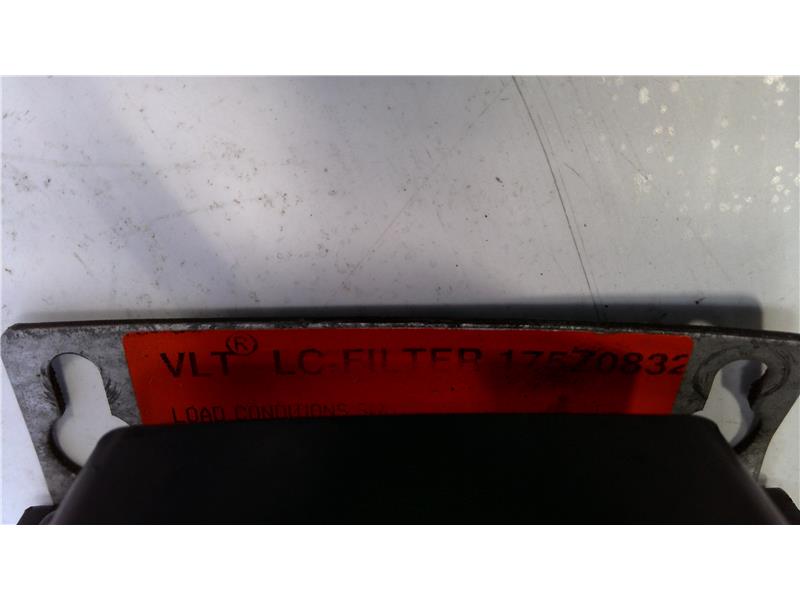 VLT® LC-FILTER 175Z0832
LOAD CONDITIONS